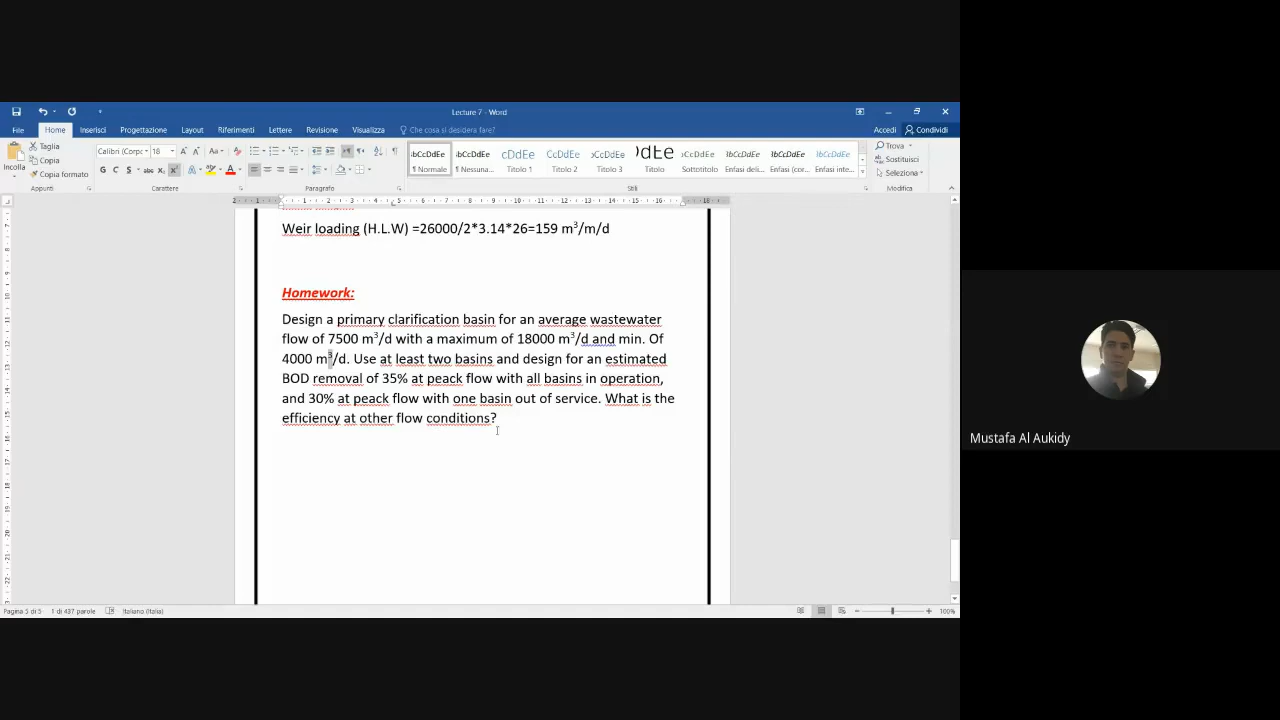 Lecture 7 - Word
File Home Inserisci Progettazione Layout Riferimenti Lettere Revisione Visualizza Che cosa si desidera fare? Accedi Condividi
Incolla Taglia Copia Copia formato Appunti
Calibri (Corpo 18 Carattere
Paragrafo
¶ Normale ¶ Nessuna... Titolo 1 Titolo 2 Titolo 3 Titolo Sottotitolo Enfasi deli... Enfasi (cor... Enfasi inte... Stili
Trova Sostituisci Seleziona Modifica
Weir loading (H.L.W) =26000/2*3.14*26=159 m³/m/d
Homework:
Design a primary clarification basin for an average wastewater
flow of 7500 m³/d with a maximum of 18000 m³/d and min. Of
4000 m³/d. Use at least two basins and design for an estimated
BOD removal of 35% at peack flow with all basins in operation,
and 30% at peack flow with one basin out of service. What is the
efficiency at other flow conditions?
Mustafa Al Aukidy
Pagina 5 di 5 1 di 437 parole Italiano (Italia) 100%